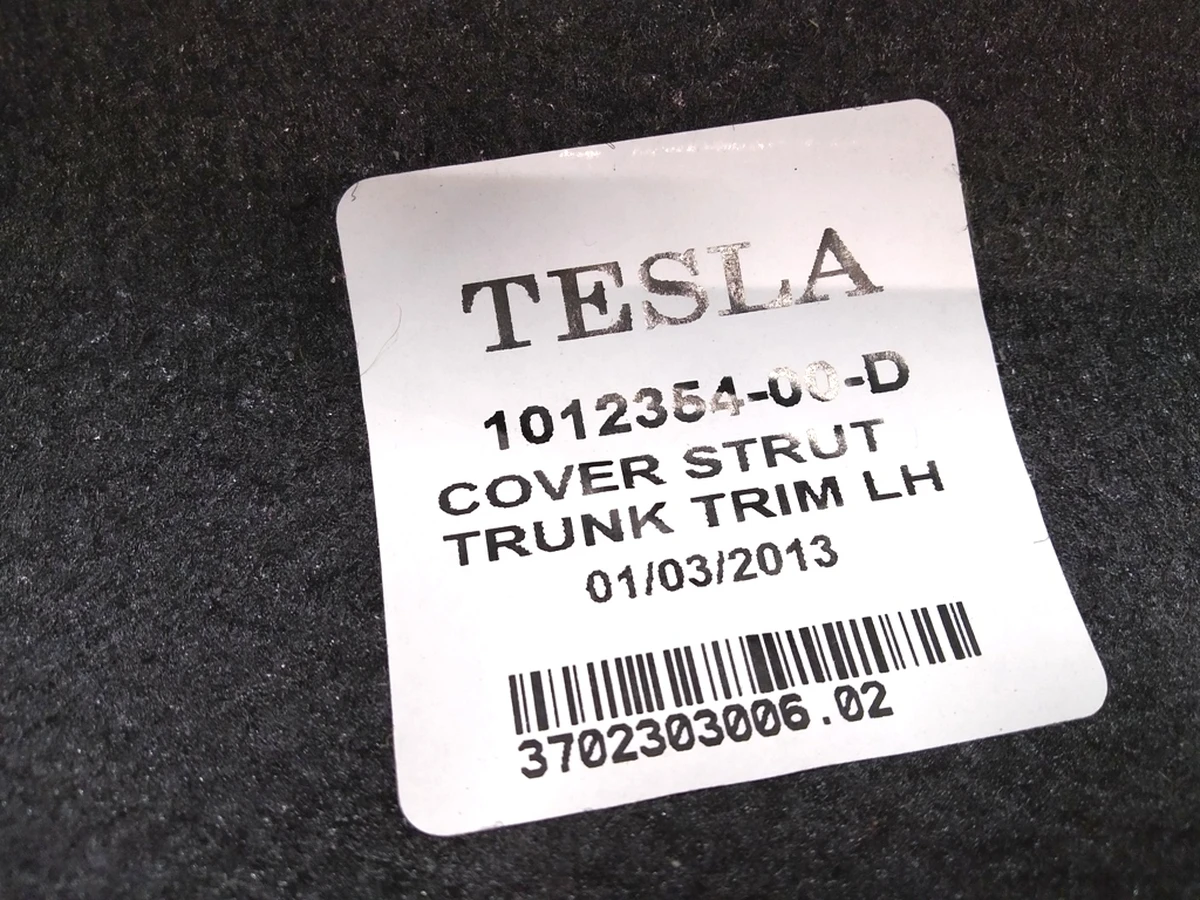 TESLA
1012354-00-D
COVER STRUT
TRUNK TRIM LH
01/03/2013
3702303006.02